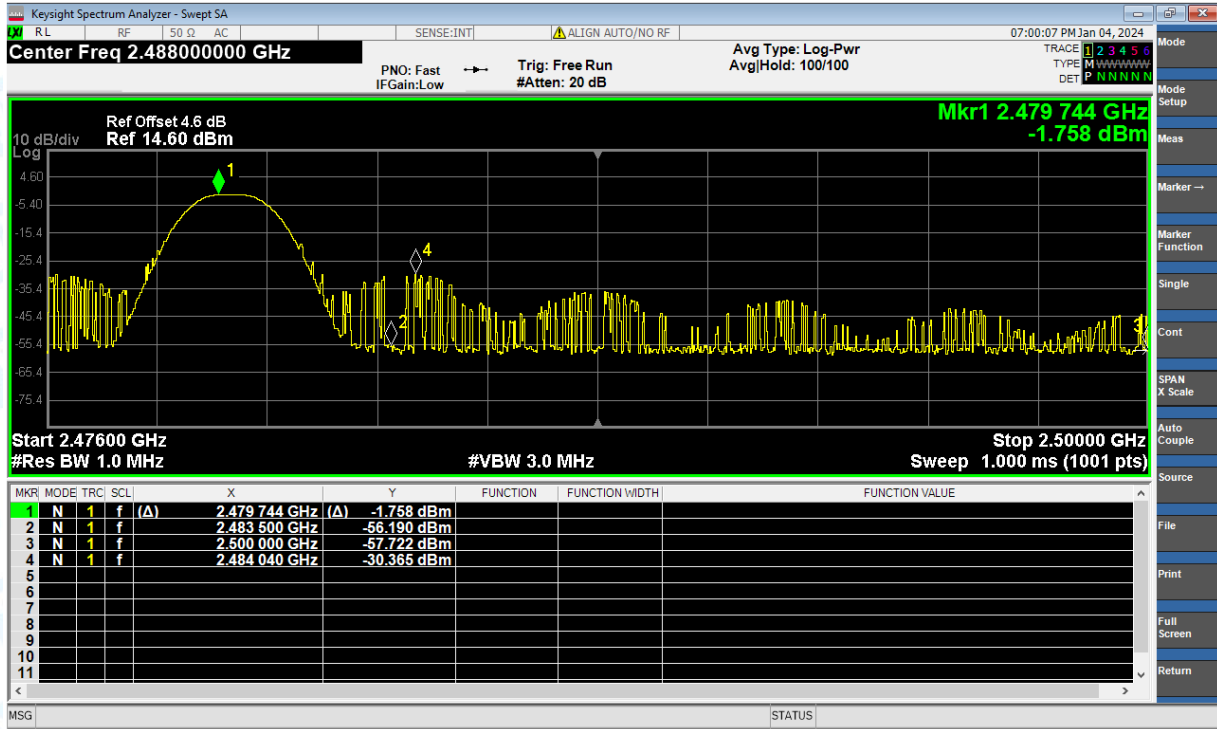 Keysight Spectrum Analyzer - Swept SA
LXI RL RF 50 Ω AC SENSE:INT ALIGN AUTO/NO RF 07:00:07 PM Jan 04, 2024
Center Freq 2.488000000 GHz
PNO: Fast
IFGain:Low
Trig: Free Run
#Atten: 20 dB
Avg Type: Log-Pwr
Avg|Hold: 100/100
TRACE 1 2 3 4 5 6
TYPE M WWWWW
DET P N N N N N
Ref Offset 4.6 dB
Ref 14.60 dBm
10 dB/div
Log
Mkr1 2.479 744 GHz
-1.758 dBm
4.60
-5.40
-15.4
-25.4
-35.4
-45.4
-55.4
-65.4
-75.4
1
4
2
3
Start 2.47600 GHz
Stop 2.50000 GHz
#Res BW 1.0 MHz
#VBW 3.0 MHz
Sweep 1.000 ms (1001 pts)
MKR MODE TRC SCL X Y FUNCTION FUNCTION WIDTH FUNCTION VALUE
1 N 1 f (Δ) 2.479 744 GHz (Δ) -1.758 dBm
2 N 1 f 2.483 500 GHz -56.190 dBm
3 N 1 f 2.500 000 GHz -57.722 dBm
4 N 1 f 2.484 040 GHz -30.365 dBm
5
6
7
8
9
10
11
MSG
STATUS
Mode
Mode
Setup
Meas
Marker→
Marker
Function
Single
Cont
SPAN
X Scale
Auto
Couple
Source
File
Print
Full
Screen
Return